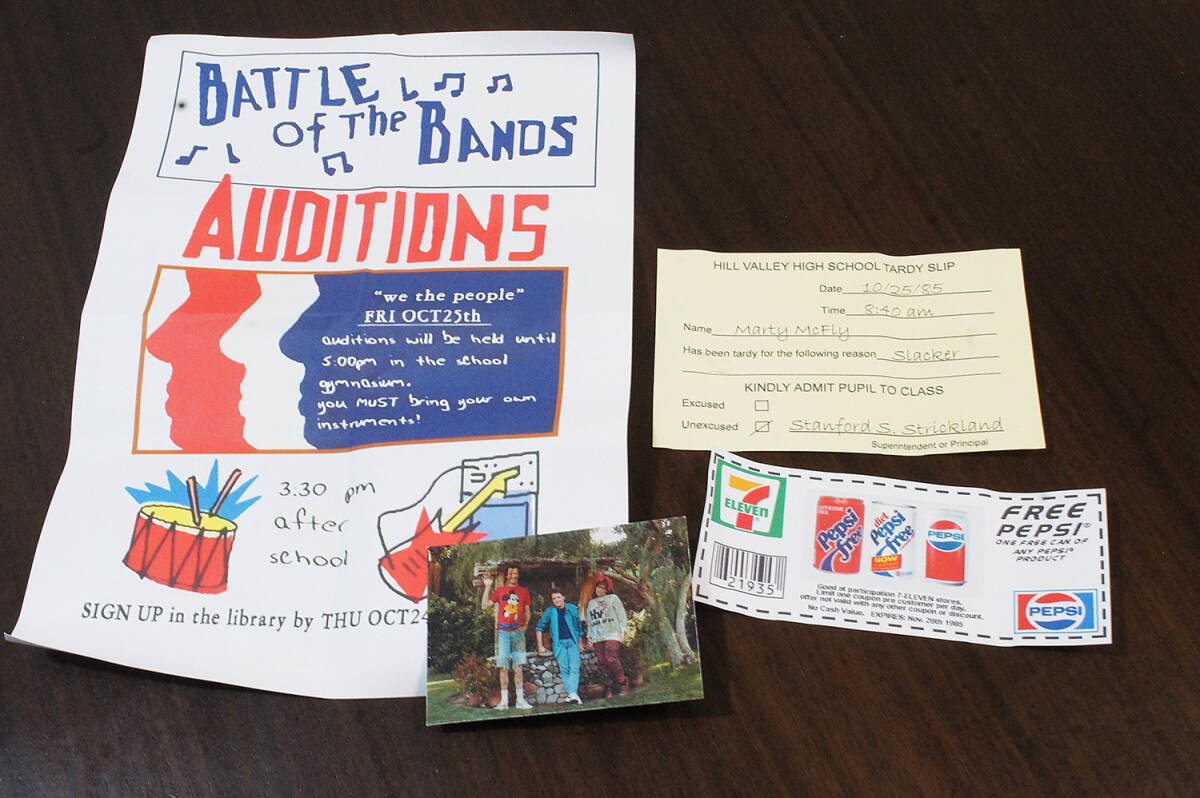 BATTLE
OF THE BANDS
AUDITIONS
"we the people"
FRI OCT25th
auditions will be held until
5:00pm in the school
gymnasium.
you MUST bring your own
instruments!
3:30 pm
after
school
SIGN UP in the library by THU OCT24
HILL VALLEY HIGH SCHOOL TARDY SLIP
Date 10/25/85
Time 8:40 am
Name Marty McFly
Has been tardy for the following reason Slacker
KINDLY ADMIT PUPIL TO CLASS
Excused
Unexcused Stanford S. Strickland
Superintendent or Principal
7
ELEVEN
21935
Pepsi
free
diet
Pepsi
free
NOW
PEPSI
FREE
PEPSI®
ONE FREE CAN OF
ANY PEPSI®
PRODUCT
Good at participation 7-ELEVEN stores.
Limit one coupon pre customer per day.
offer not valid with any other coupon or discount.
No Cash Value.
EXPIRES: Nov. 26th 1985
PEPSI